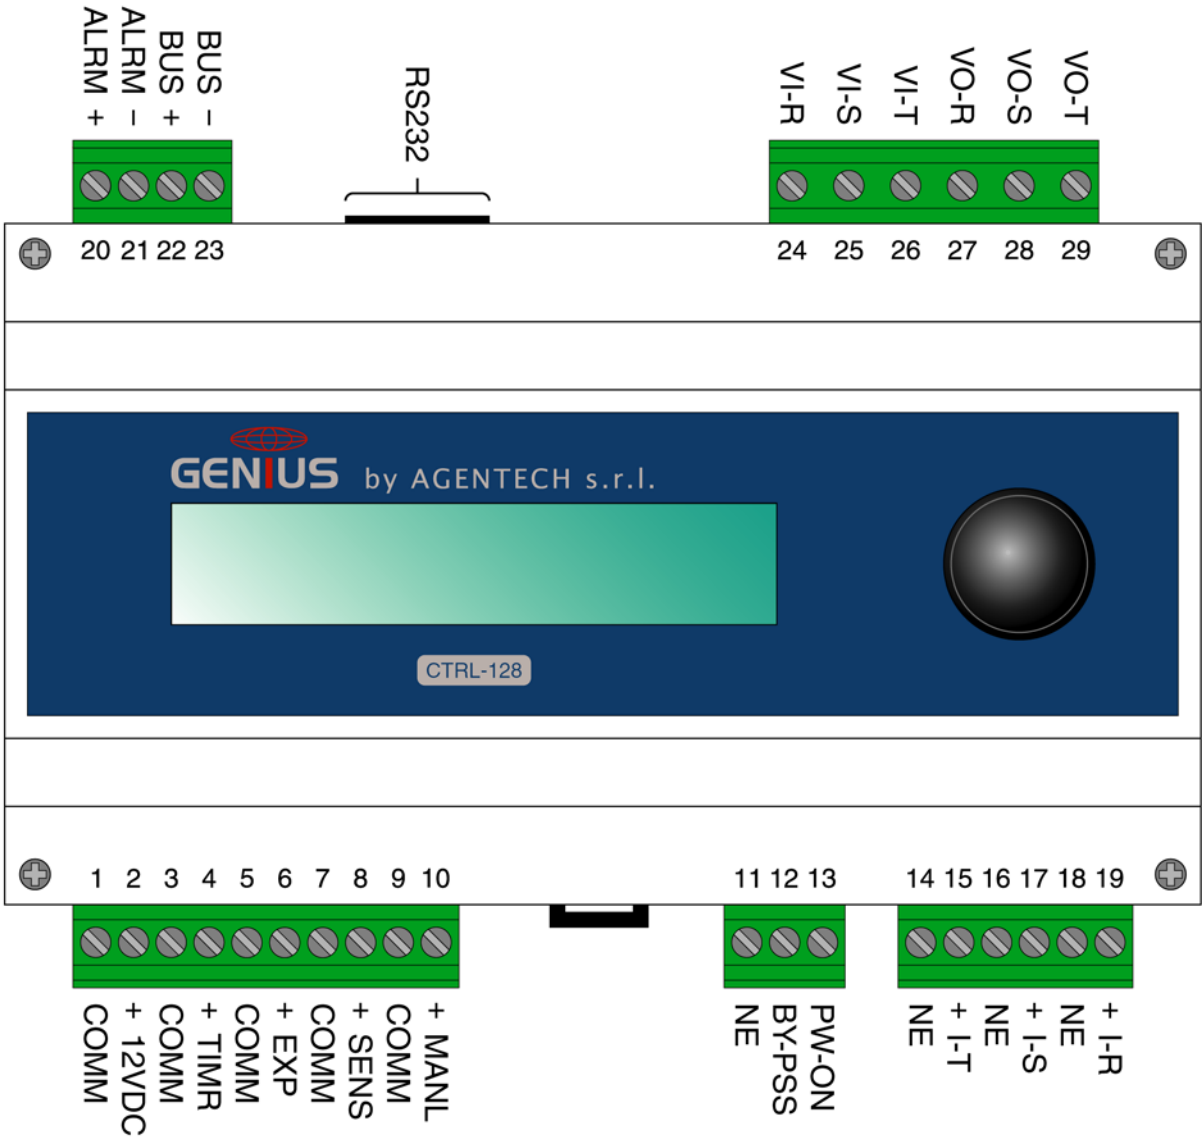 ALRM +
ALRM -
BUS +
BUS -
RS232
VI-R
VI-S
VI-T
VO-R
VO-S
VO-T
20 21 22 23
24 25 26 27 28 29
GENIUS by AGENTECH s.r.l.
CTRL-128
1 2 3 4 5 6 7 8 9 10
11 12 13
14 15 16 17 18 19
COMM
+ 12VDC
COMM
+ TIMR
COMM
+ EXP
COMM
+ SENS
COMM
+ MANL
NE
BY-PSS
PW-ON
NE
+ I-T
NE
+ I-S
NE
+ I-R